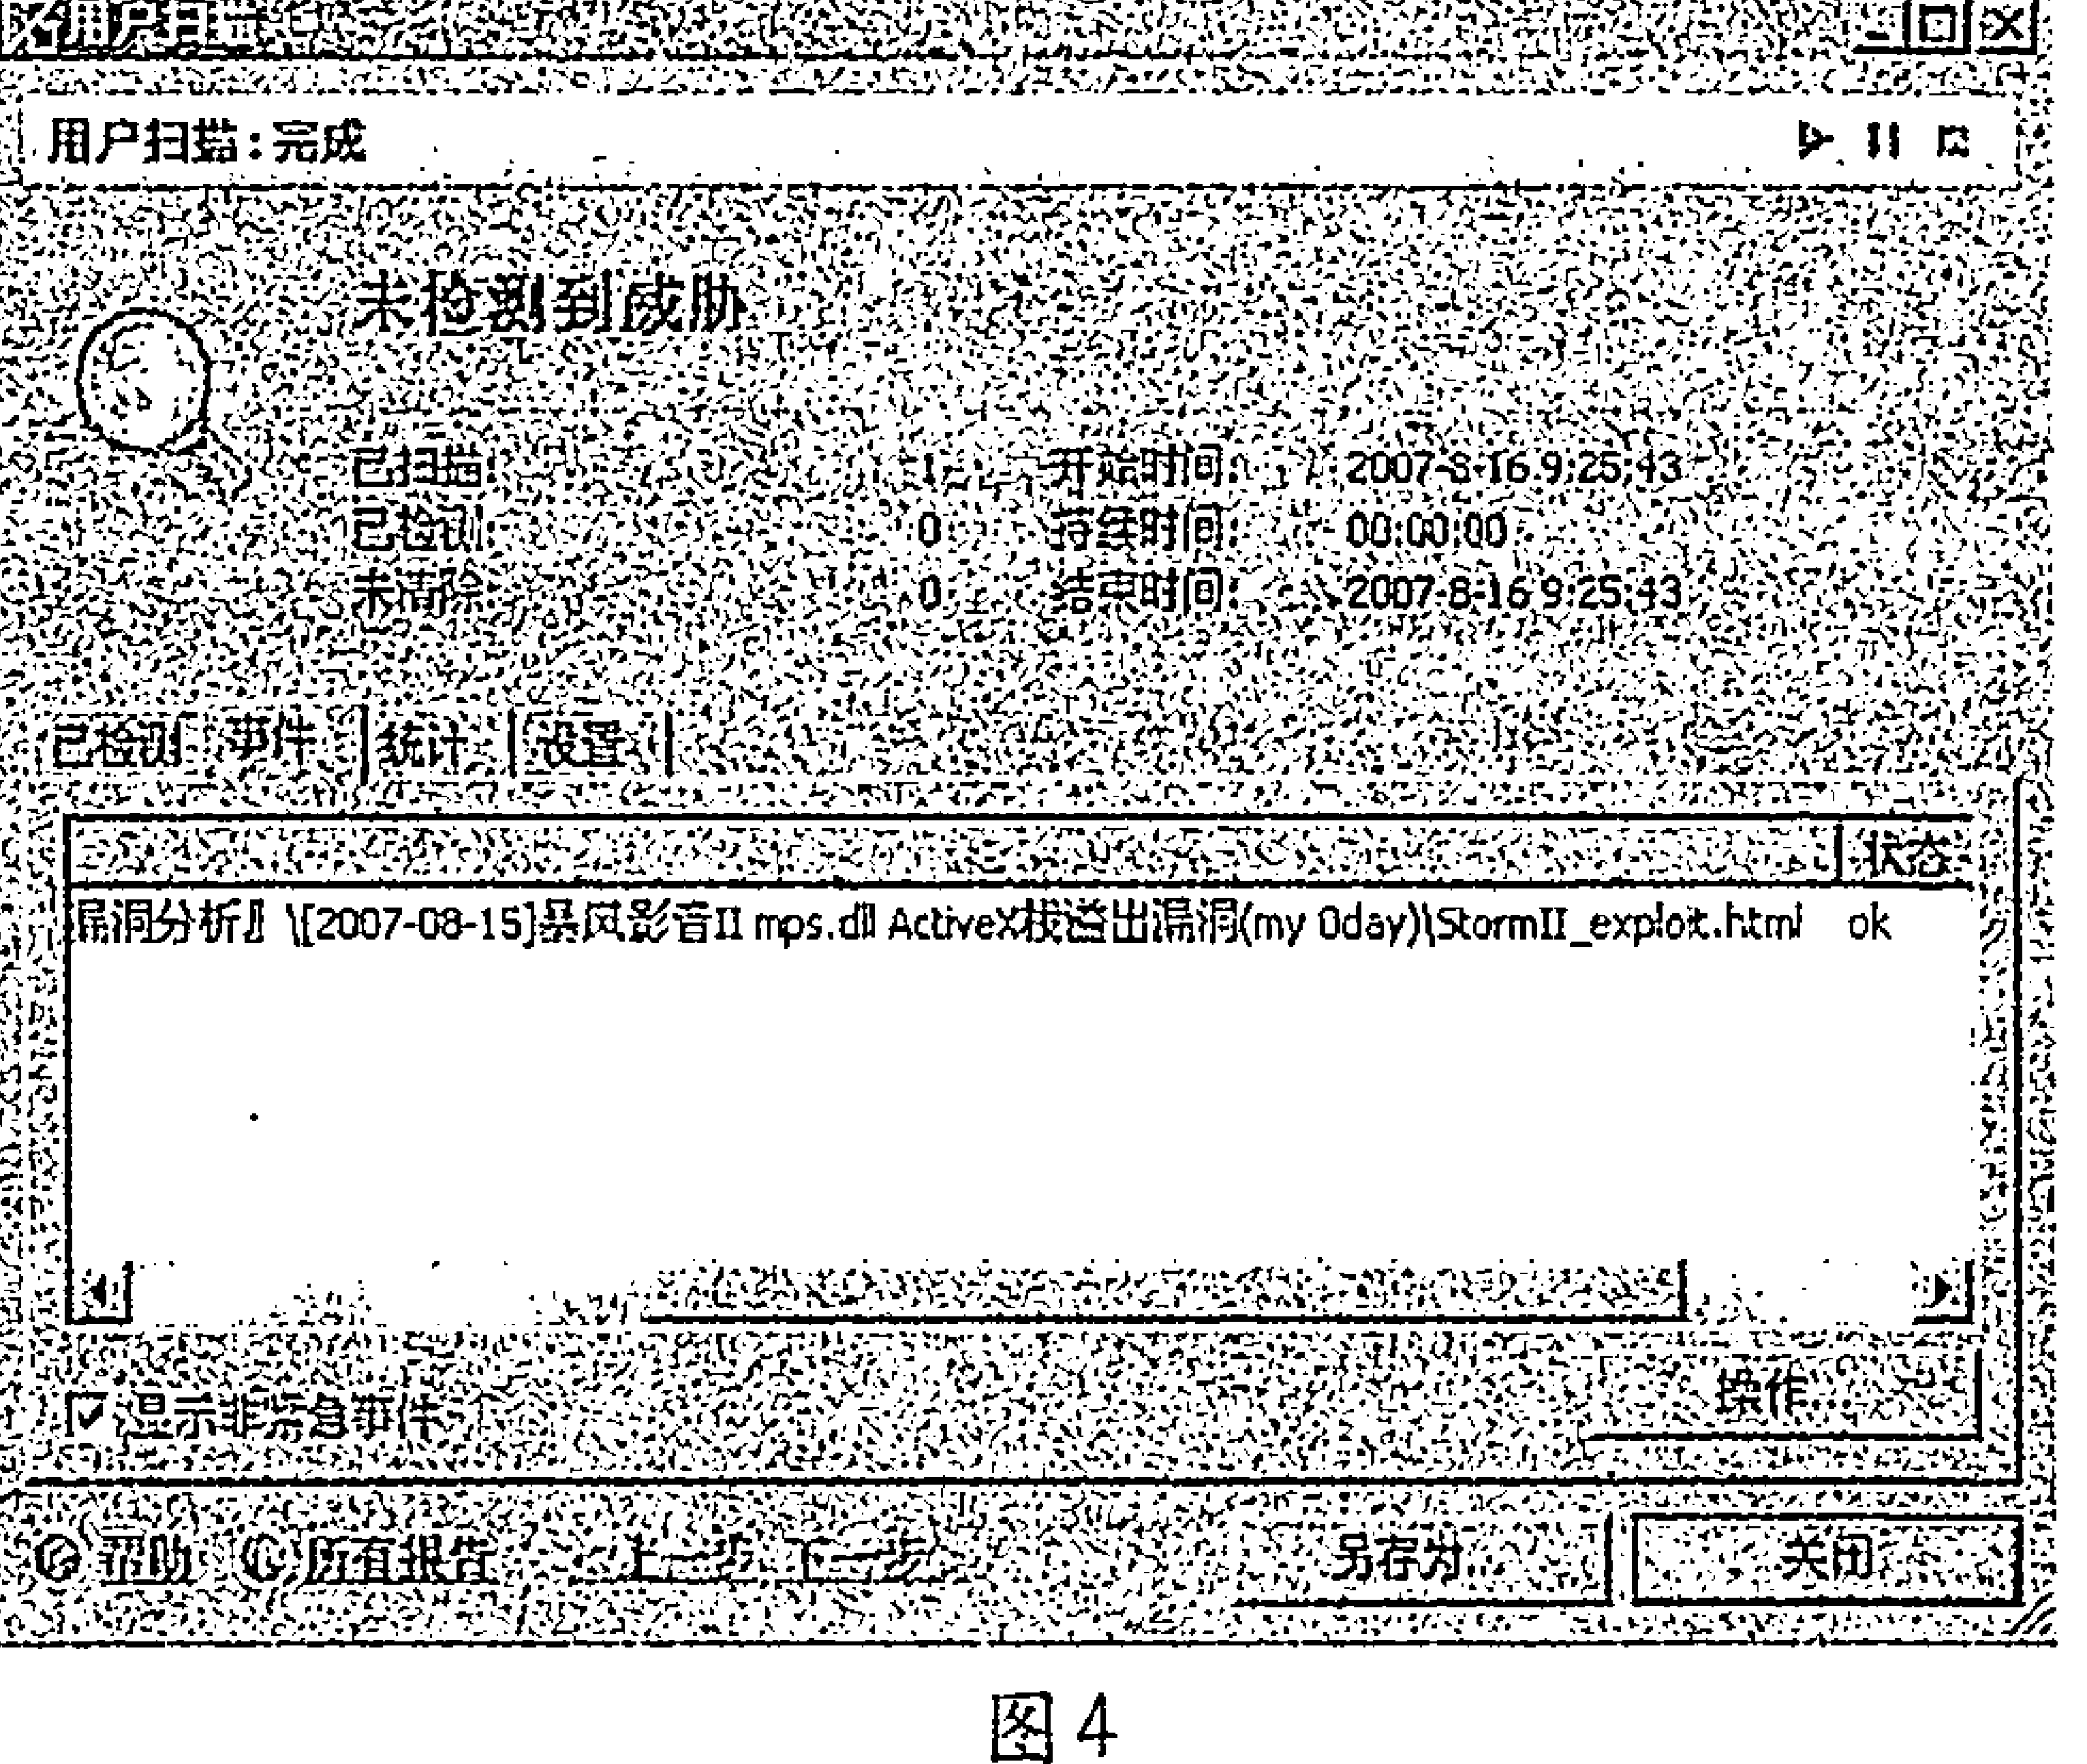 用户扫描
用户扫描:完成
未检测到威胁
已扫描: 1 开始时间: 2007-8-16 9:25:43
已检测: 0 持续时间: 00:00:00
未清除: 0 结束时间: 2007-8-16 9:25:43
已检测 事件 统计 设置
状态
漏洞分析』\[2007-08-15]暴风影音II mps.dll ActiveX栈溢出漏洞(my 0day)\StormII_exploit.html ok
显示非紧急事件
操作...
帮助 所有报告 上一步 下一步 另存为 关闭
图 4